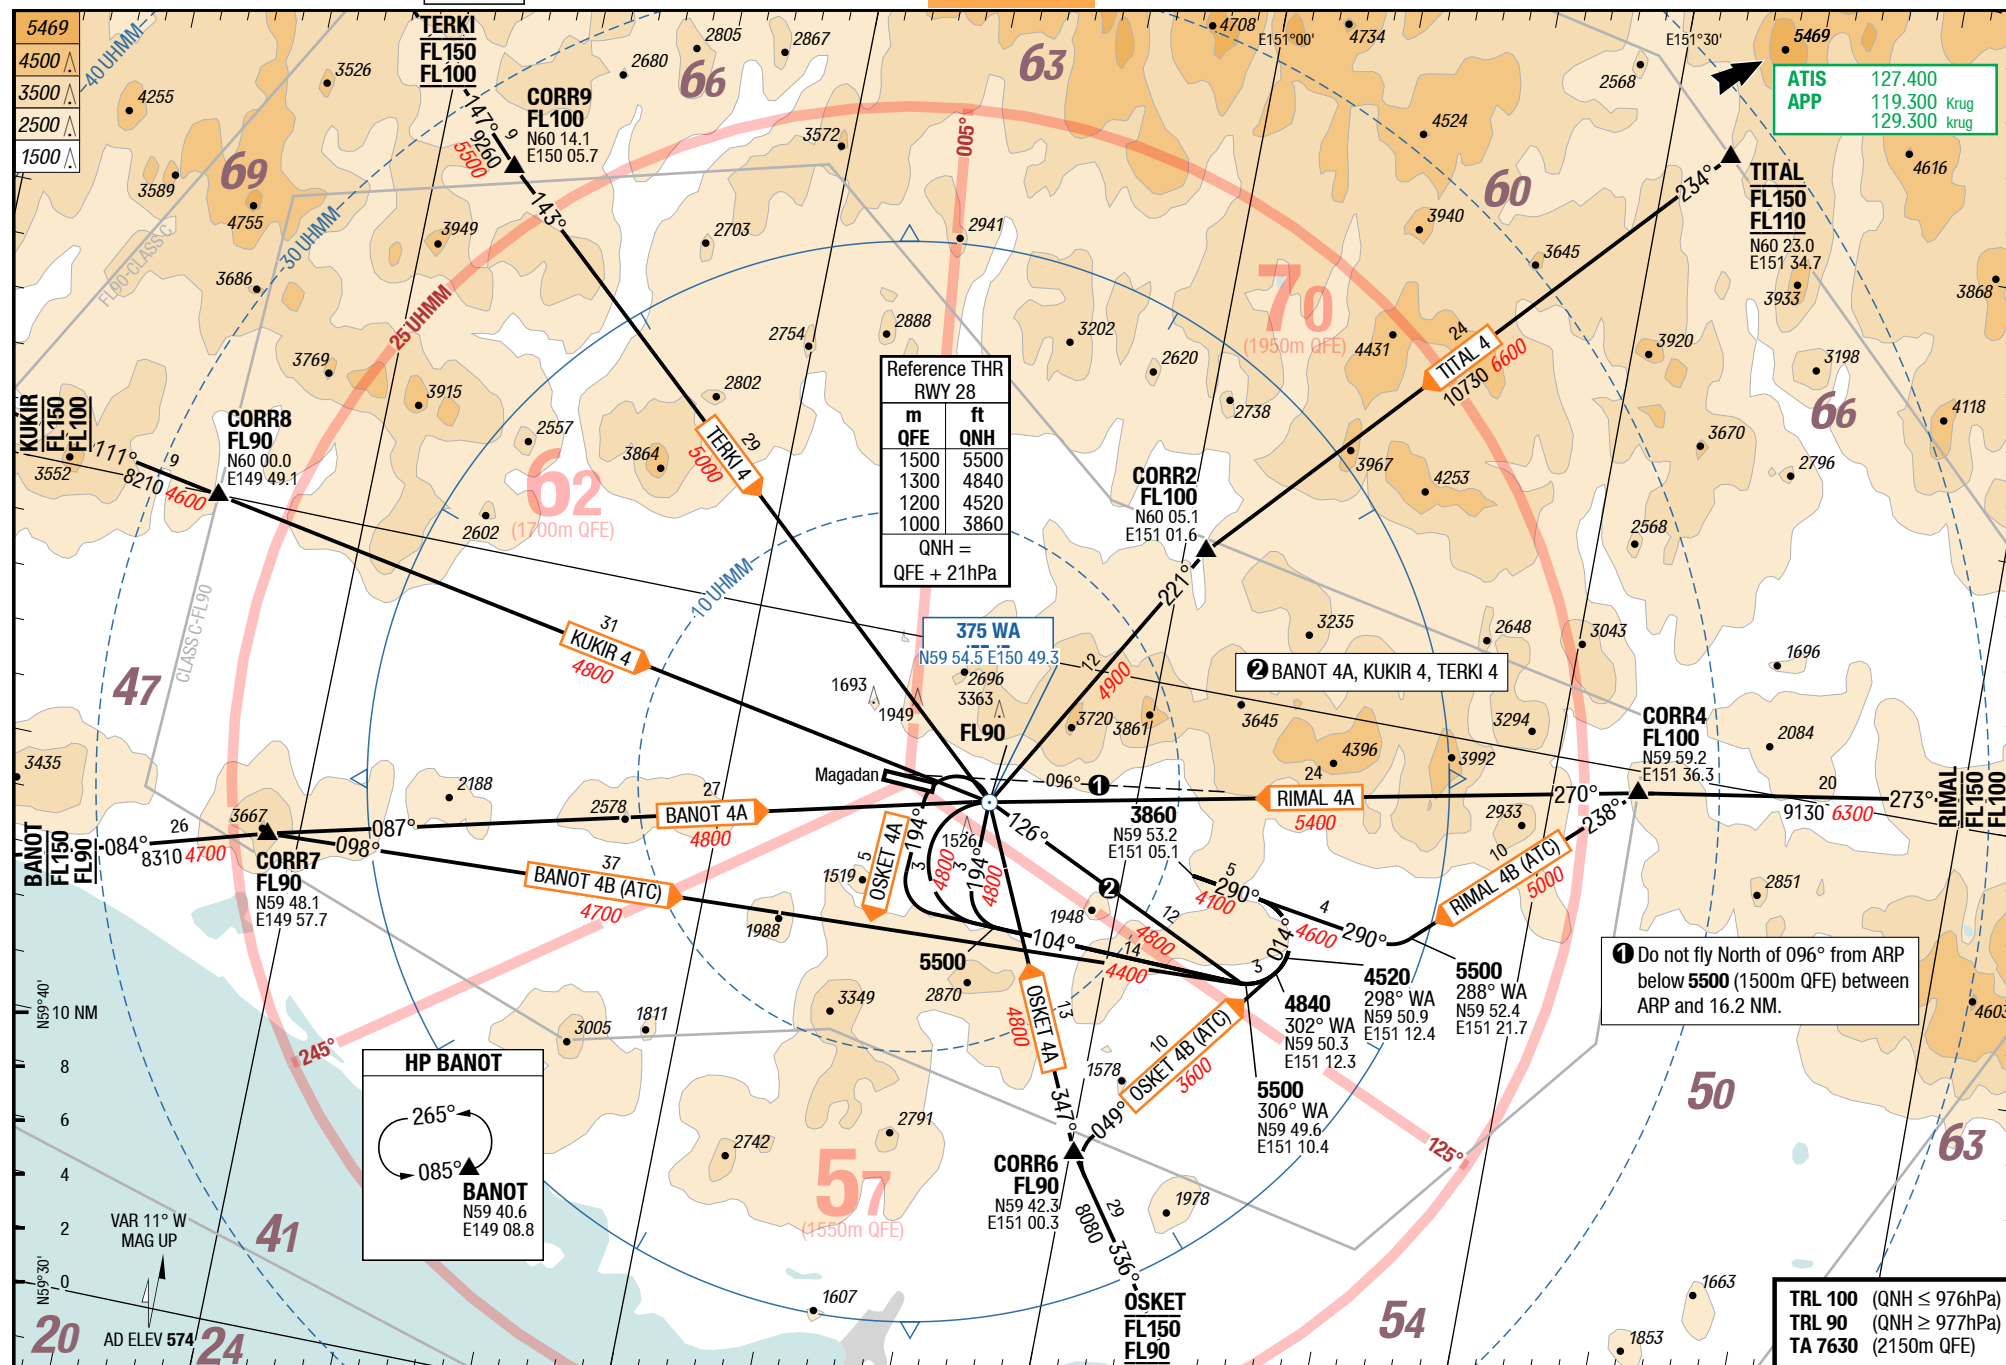 5469
4500
3500
2500
1500
40 UHMM
TERKI
FL150
FL100
147°
9
9260
5500
CORR9
FL100
N60 14.1
E150 05.7
143°
2805
2867
2680
66
63
4708
E151°00'
4734
E151°30'
5469
2568
ATIS 127.400
APP 119.300 Krug
129.300 krug
4255
3526
3572
005°
4524
4616
69
3589
4755
3949
2703
2941
60
3940
3645
234°
TITAL
FL150
FL110
N60 23.0
E151 34.7
3933
3868
FL90-CLASS C
30 UHMM
3686
25 UHMM
3769
3915
2754
2888
3202
2620
2738
70
(1950m QFE)
4431
24
TITAL 4
10730 6600
3920
3198
66
4118
3670
2796
2568
Reference THR
RWY 28
m ft
QFE QNH
1500 5500
1300 4840
1200 4520
1000 3860
QNH =
QFE + 21hPa
2802
2557
3864
TERKI 4
29
5000
62
(1700m QFE)
2602
KUKIR
FL150
FL100
3552
111°
9
8210 4600
CORR8
FL90
N60 00.0
E149 49.1
CORR2
FL100
N60 05.1
E151 01.6
3967
4253
221°
10 UHMM
CLASS C-FL90
47
31
KUKIR 4
4800
375 WA
N59 54.5 E150 49.3
2696
3363
FL90
1693
1949
12
4900
3720
3861
3235
3645
2648
3043
1696
❷ BANOT 4A, KUKIR 4, TERKI 4
3294
4396
3992
2084
CORR4
FL100
N59 59.2
E151 36.3
3435
2188
2578
27
BANOT 4A
4800
Magadan
096°
❶
24
RIMAL 4A
5400
270°
20
9130 6300
273°
RIMAL
FL150
FL100
BANOT
FL150
FL90
084°
26
8310 4700
3667
087°
098°
CORR7
FL90
N59 48.1
E149 57.7
37
BANOT 4B (ATC)
4700
1988
1519
5
OSKET 4A
194°
3
4800
1526
3
194°
4800
126°
❷
12
4800
1948
3860
N59 53.2
E151 05.1
5
290°
4100
4
290°
4600
014°
3
2933
238°
10
RIMAL 4B (ATC)
5000
2851
104°
14
4400
5500
2870
3349
4520
298° WA
N59 50.9
E151 12.4
5500
288° WA
N59 52.4
E151 21.7
4840
302° WA
N59 50.3
E151 12.3
5500
306° WA
N59 49.6
E151 10.4
❶ Do not fly North of 096° from ARP
below 5500 (1500m QFE) between
ARP and 16.2 NM.
4603
OSKET 4A
13
4800
10
OSKET 4B (ATC)
3600
1578
049°
347°
CORR6
FL90
N59 42.3
E151 00.3
1978
29
8080
336°
OSKET
FL150
FL90
N59°40'
10 NM
8
6
4
2
0
N59°30'
3005
1811
245°
HP BANOT
265°
085°
BANOT
N59 40.6
E149 08.8
2791
2742
57
(1550m QFE)
125°
50
63
41
VAR 11° W
MAG UP
AD ELEV 574
20
24
1607
54
1663
1853
TRL 100 (QNH ≤ 976hPa)
TRL 90 (QNH ≥ 977hPa)
TA 7630 (2150m QFE)